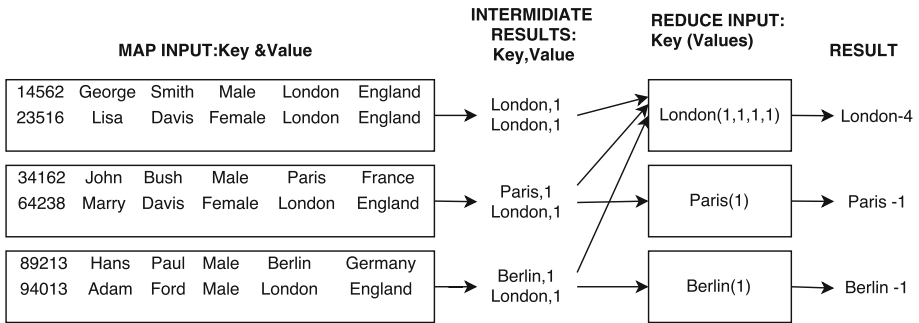 MAP INPUT:Key &Value
INTERMIDIATE
RESULTS:
Key,Value
REDUCE INPUT:
Key (Values)
RESULT
14562 George Smith Male London England
23516 Lisa Davis Female London England
London,1
London,1
London(1,1,1,1)
London-4
34162 John Bush Male Paris France
64238 Marry Davis Female London England
Paris,1
London,1
Paris(1)
Paris -1
89213 Hans Paul Male Berlin Germany
94013 Adam Ford Male London England
Berlin,1
London,1
Berlin(1)
Berlin -1